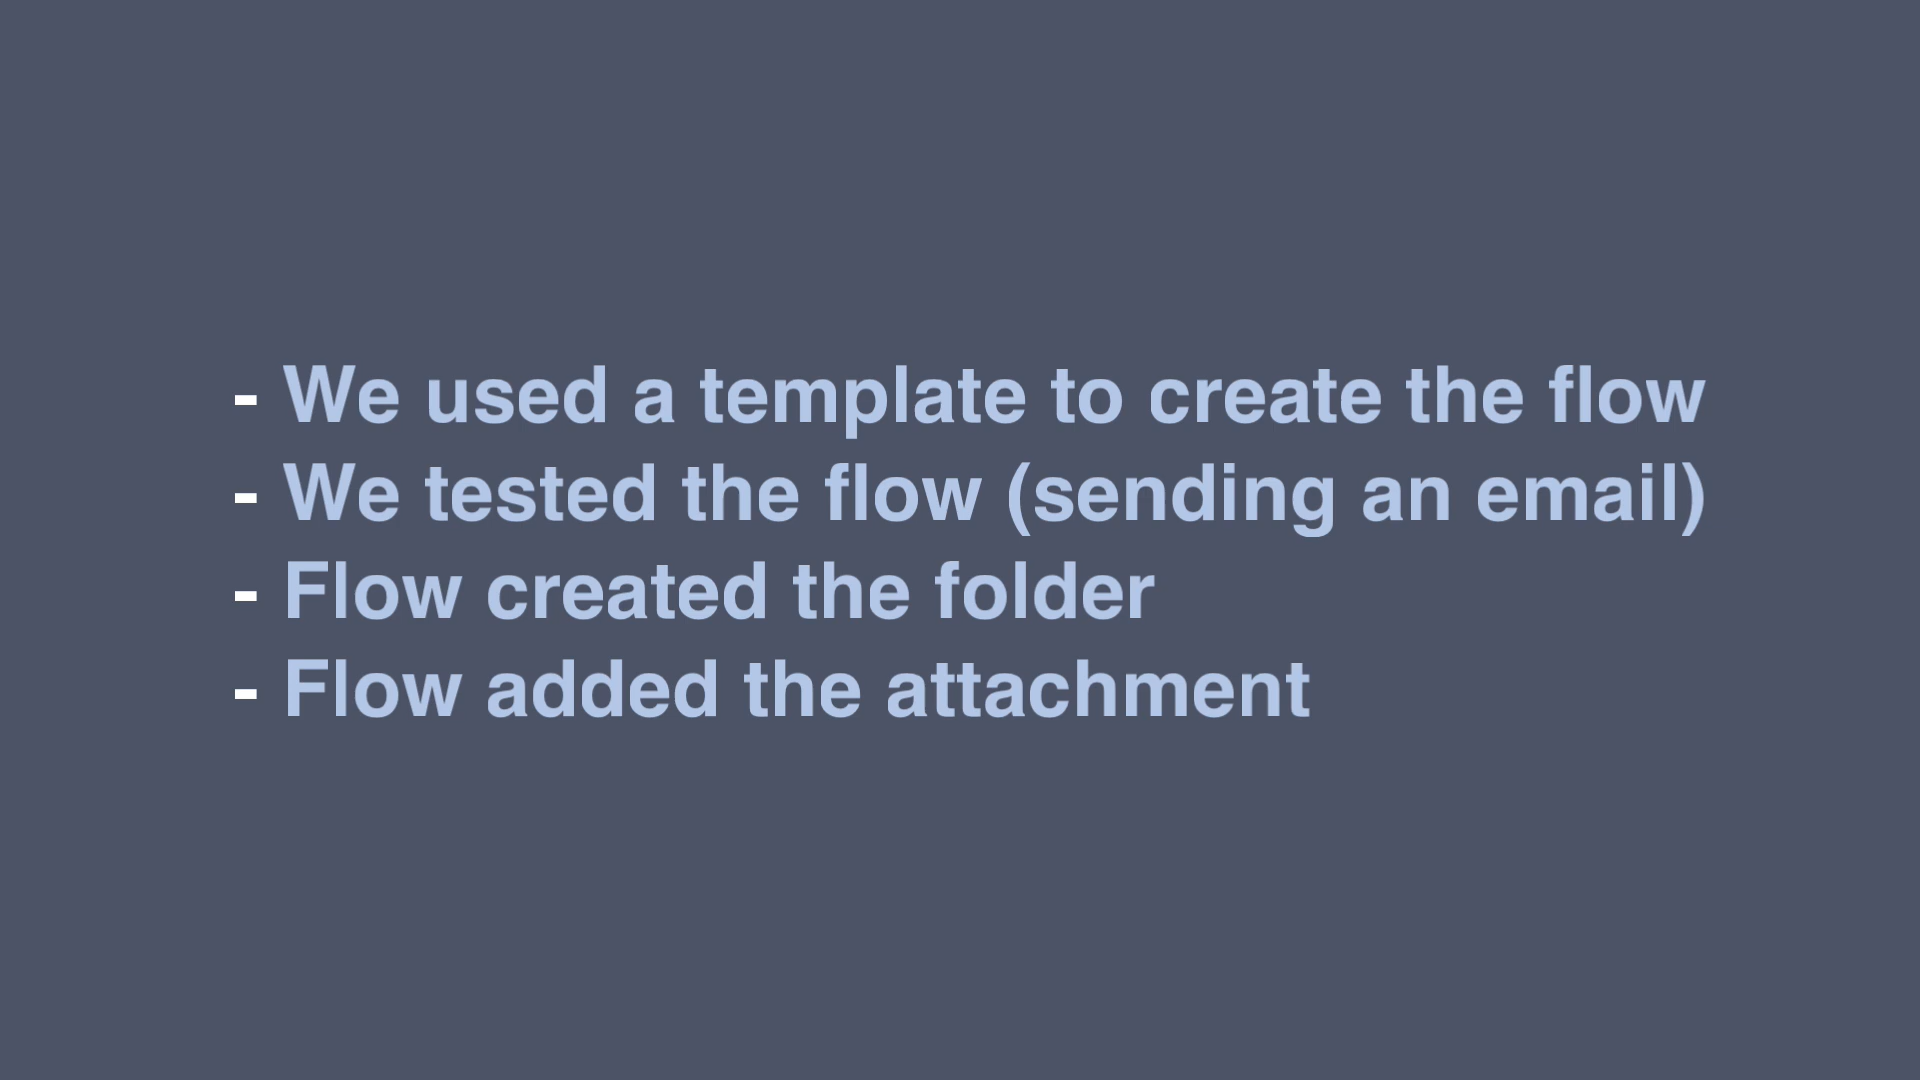 - We used a template to create the flow
- We tested the flow (sending an email)
- Flow created the folder
- Flow added the attachment